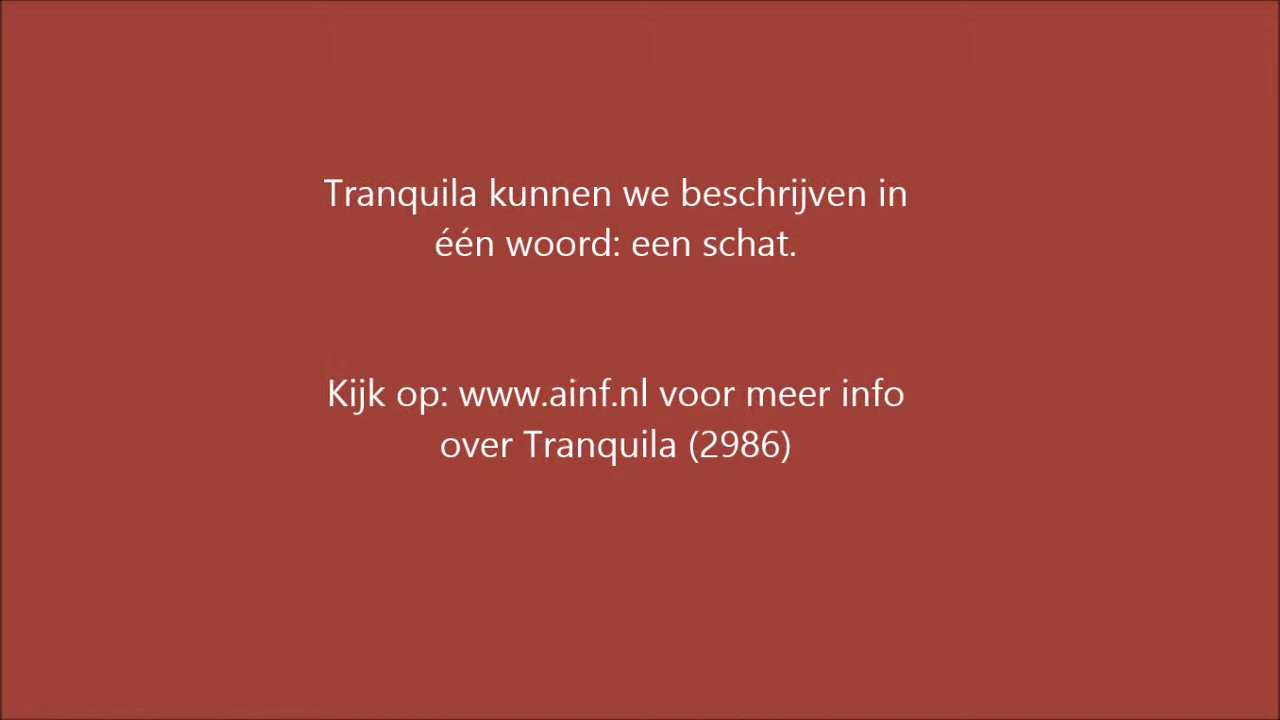 Tranquila kunnen we beschrijven in
één woord: een schat.
Kijk op: www.ainf.nl voor meer info
over Tranquila (2986)